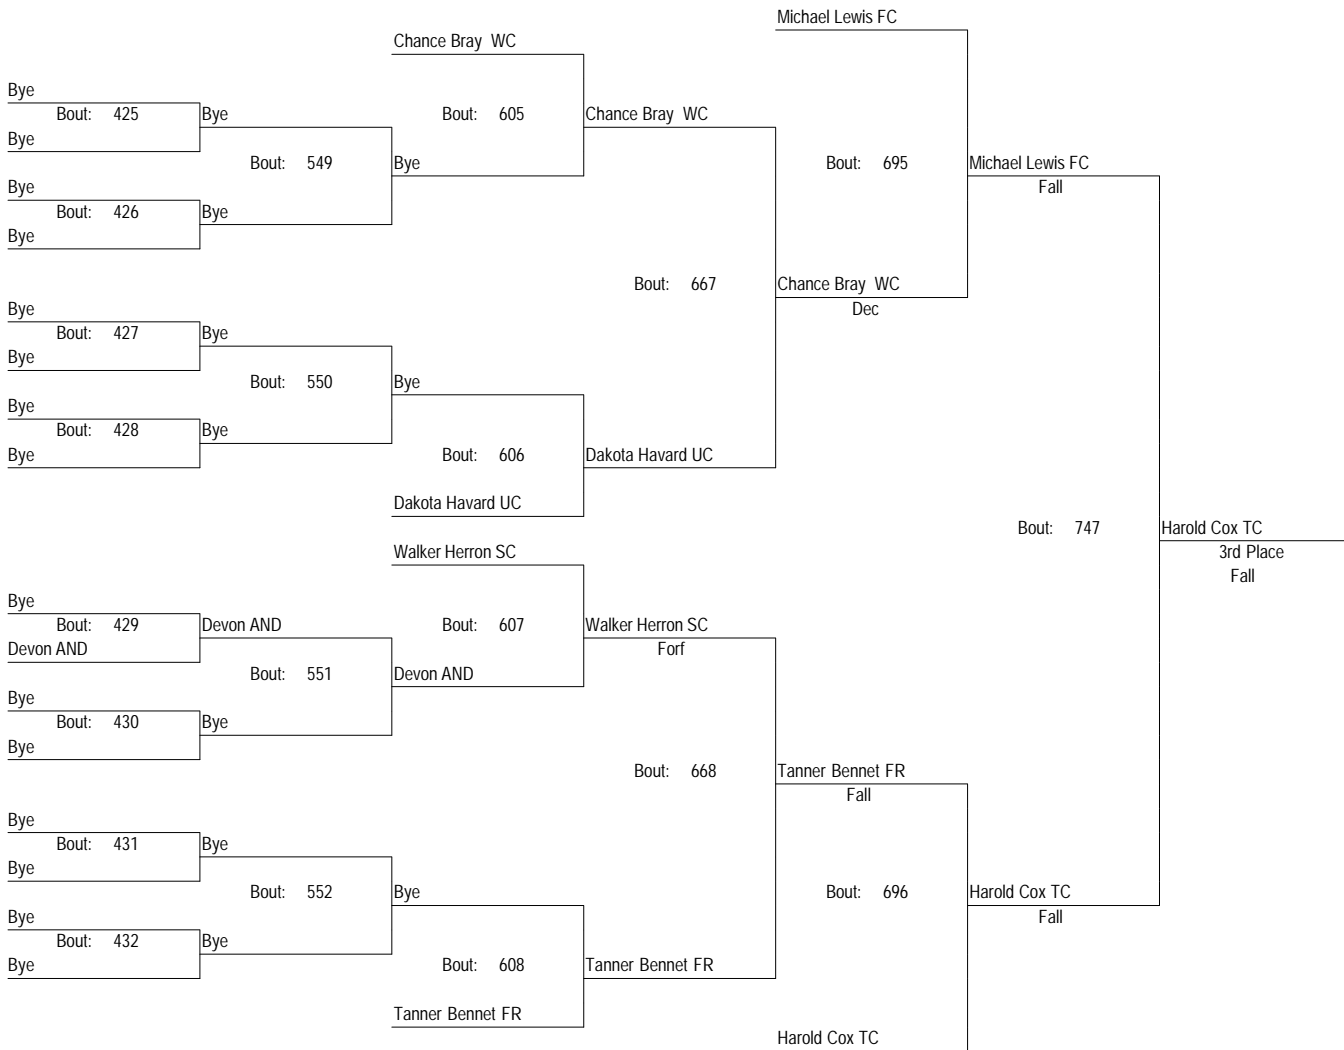 Michael Lewis FC
Chance Bray  WC
Bye
Bout: 425 Bye Bout: 605 Chance Bray  WC
Bye
Bout: 549 Bye Bout: 695 Michael Lewis FC
Bye Fall
Bout: 426 Bye
Bye
Bout: 667 Chance Bray  WC
Bye Dec
Bout: 427 Bye
Bye
Bout: 550 Bye
Bye
Bout: 428 Bye
Bye Bout: 606 Dakota Havard UC
Dakota Havard UC
Bout: 747 Harold Cox TC
Walker Herron SC 3rd Place
Fall
Bye
Bout: 429 Devon AND Bout: 607 Walker Herron SC
Devon AND Forf
Bout: 551 Devon AND
Bye
Bout: 430 Bye
Bye
Bout: 668 Tanner Bennet FR
Fall
Bye
Bout: 431 Bye
Bye
Bout: 552 Bye Bout: 696 Harold Cox TC
Bye Fall
Bout: 432 Bye
Bye Bout: 608 Tanner Bennet FR
Tanner Bennet FR
Harold Cox TC